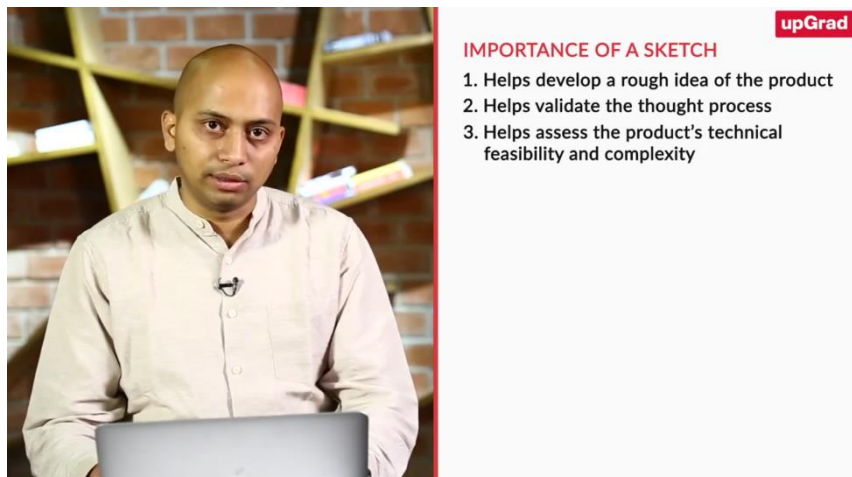 upGrad
IMPORTANCE OF A SKETCH
1. Helps develop a rough idea of the product
2. Helps validate the thought process
3. Helps assess the product's technical
feasibility and complexity